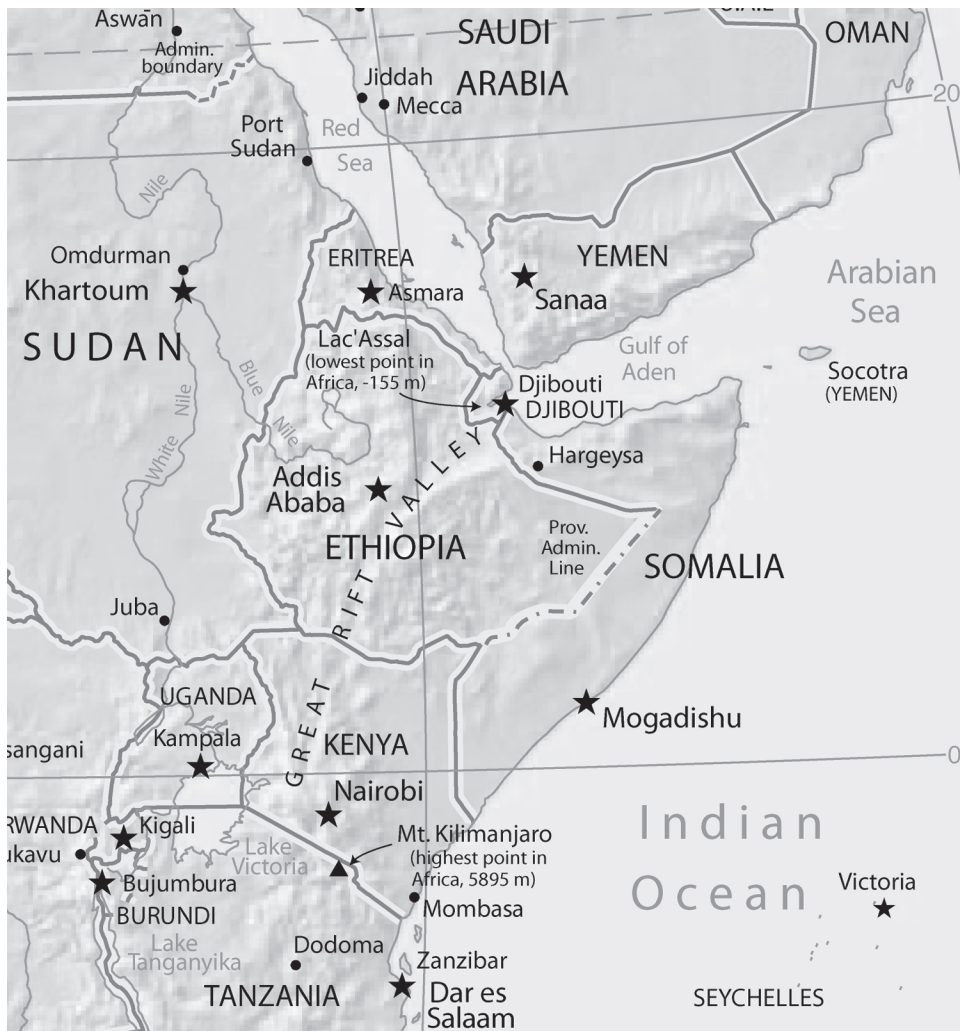 Aswān
Admin.
boundary
SAUDI
ARABIA
OMAN
Jiddah
Mecca
20
Port
Sudan
Red
Sea
Nile
Omdurman
Khartoum
ERITREA
Asmara
YEMEN
Sanaa
Arabian
Sea
SUDAN
Lac'Assal
(lowest point in
Africa, -155 m)
Gulf of
Aden
Socotra
(YEMEN)
Djibouti
DJIBOUTI
Blue
Nile
White
Nile
Hargeysa
Addis
Ababa
ETHIOPIA
GREAT RIFT VALLEY
Prov.
Admin.
Line
SOMALIA
Juba
UGANDA
Mogadishu
Kampala
KENYA
0
sangani
Nairobi
RWANDA
Kigali
ukavu
Lake
Victoria
Mt. Kilimanjaro
(highest point in
Africa, 5895 m)
Indian
Ocean
Victoria
Bujumbura
BURUNDI
Mombasa
Lake
Tanganyika
Dodoma
Zanzibar
TANZANIA
Dar es
Salaam
SEYCHELLES